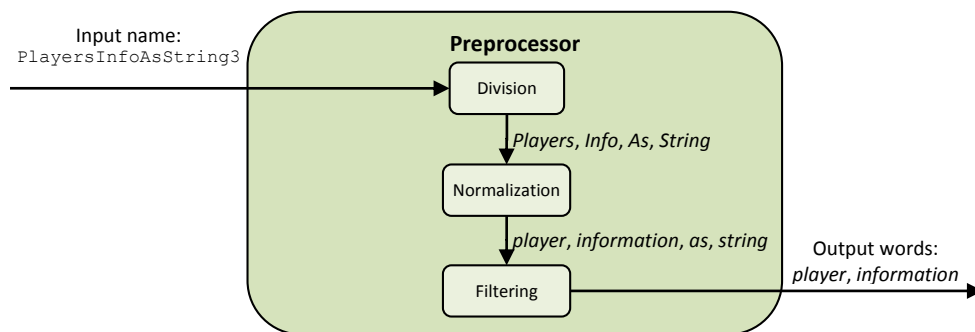 Input name:
PlayersInfoAsString3
Preprocessor
Division
Players, Info, As, String
Normalization
player, information, as, string
Filtering
Output words:
player, information